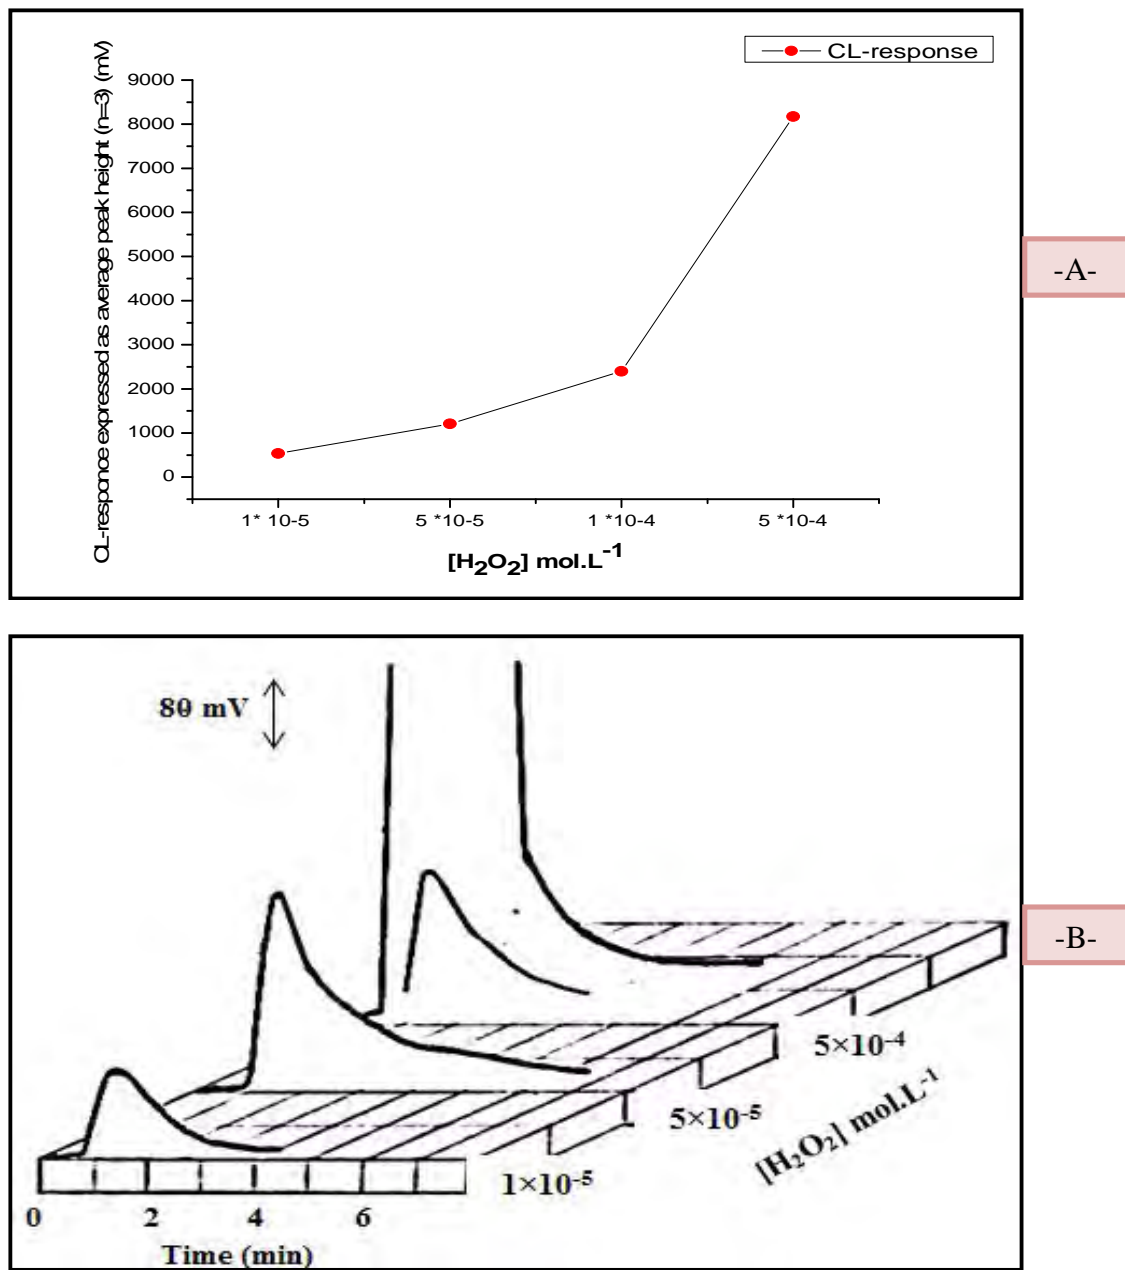 CL-response
CL-response expressed as average peak height (n=3) (mV)
9000
8000
7000
6000
5000
4000
3000
2000
1000
0
1* 10-5 5 *10-5 1 *10-4 5 *10-4
[H₂O₂] mol.L⁻¹
-A-
80 mV
-B-
5×10⁻⁴
5×10⁻⁵
1×10⁻⁵
[H₂O₂] mol.L⁻¹
0 2 4 6
Time (min)